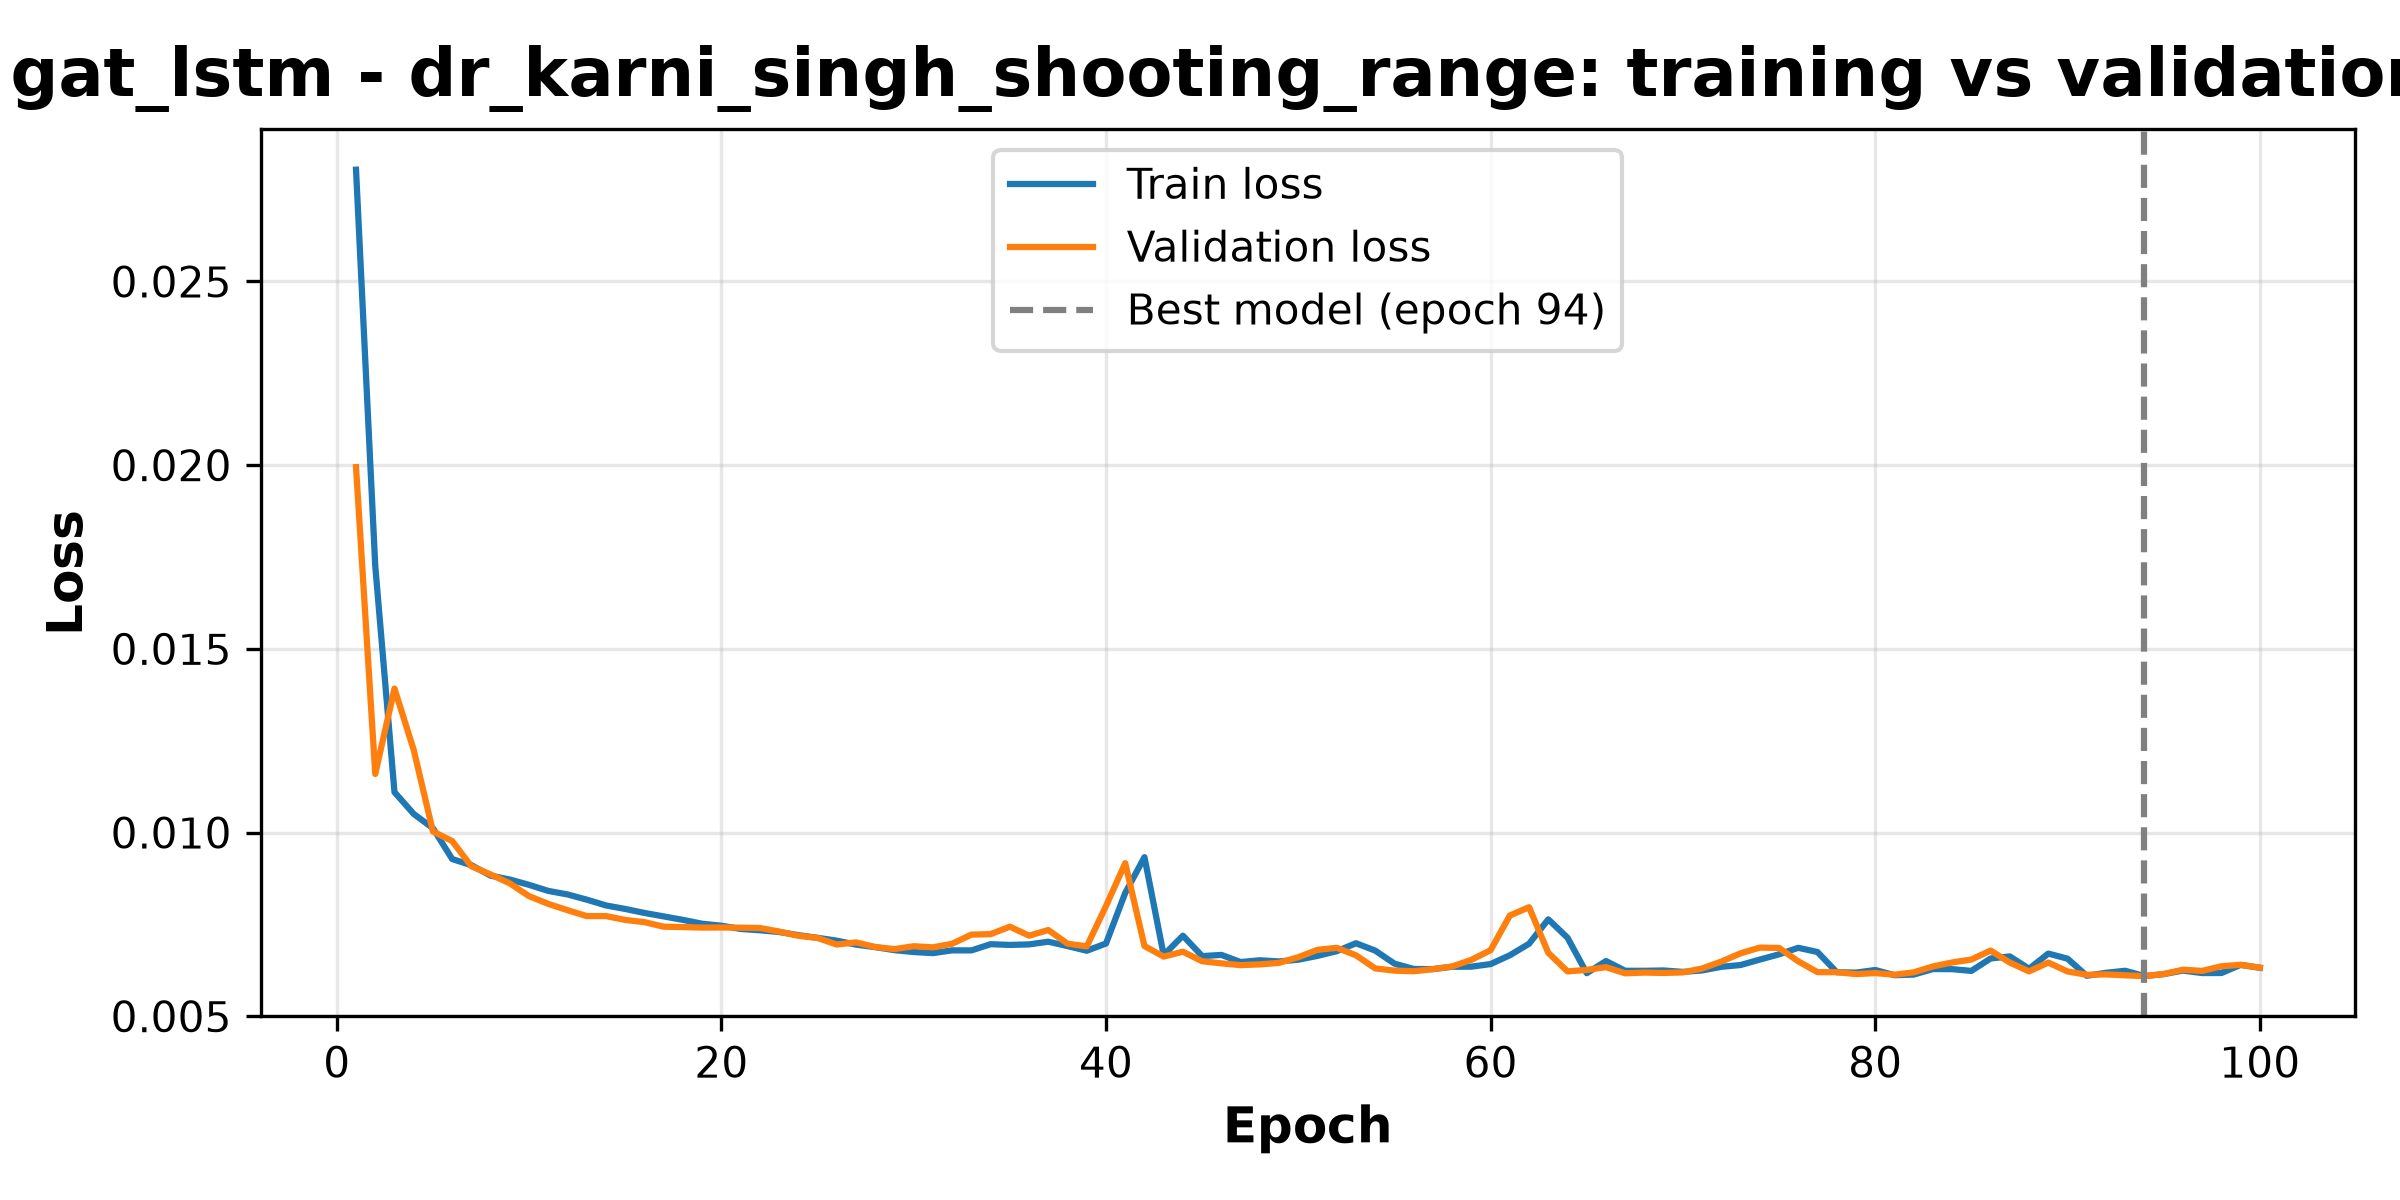 gat_lstm - dr_karni_singh_shooting_range: training vs validation
Train loss
Validation loss
Best model (epoch 94)
Loss
0.025
0.020
0.015
0.010
0.005
0 20 40 60 80 100
Epoch